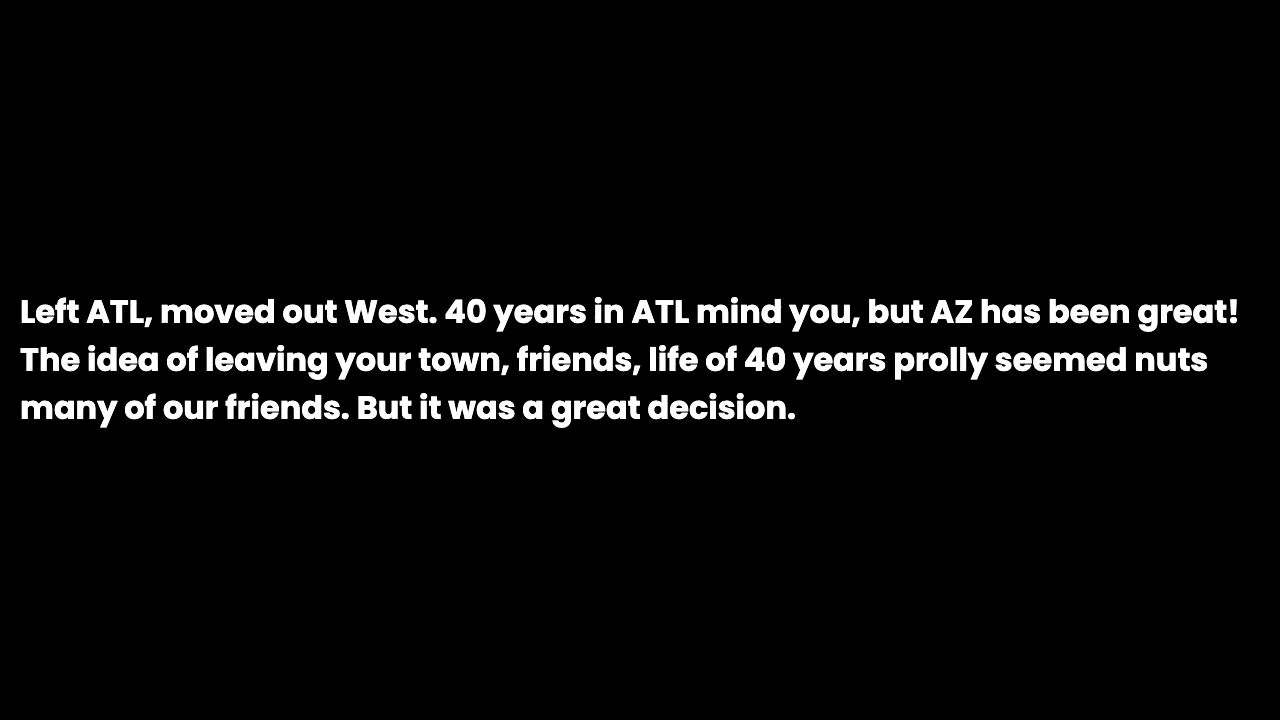 Left ATL, moved out West. 40 years in ATL mind you, but AZ has been great!
The idea of leaving your town, friends, life of 40 years prolly seemed nuts
many of our friends. But it was a great decision.